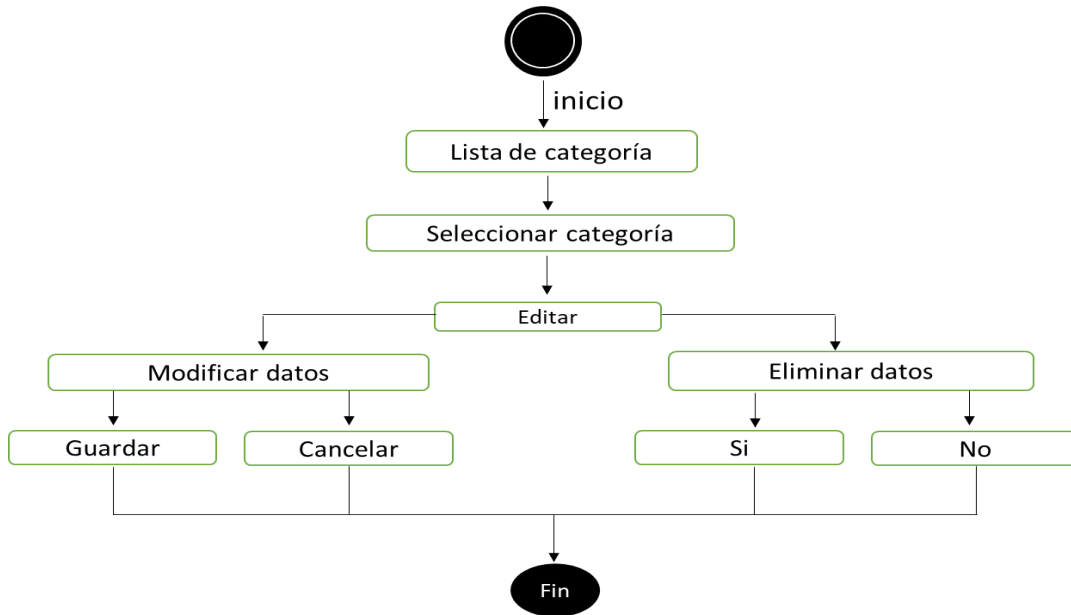 inicio
Lista de categoría
Seleccionar categoría
Editar
Modificar datos
Eliminar datos
Guardar
Cancelar
Si
No
Fin